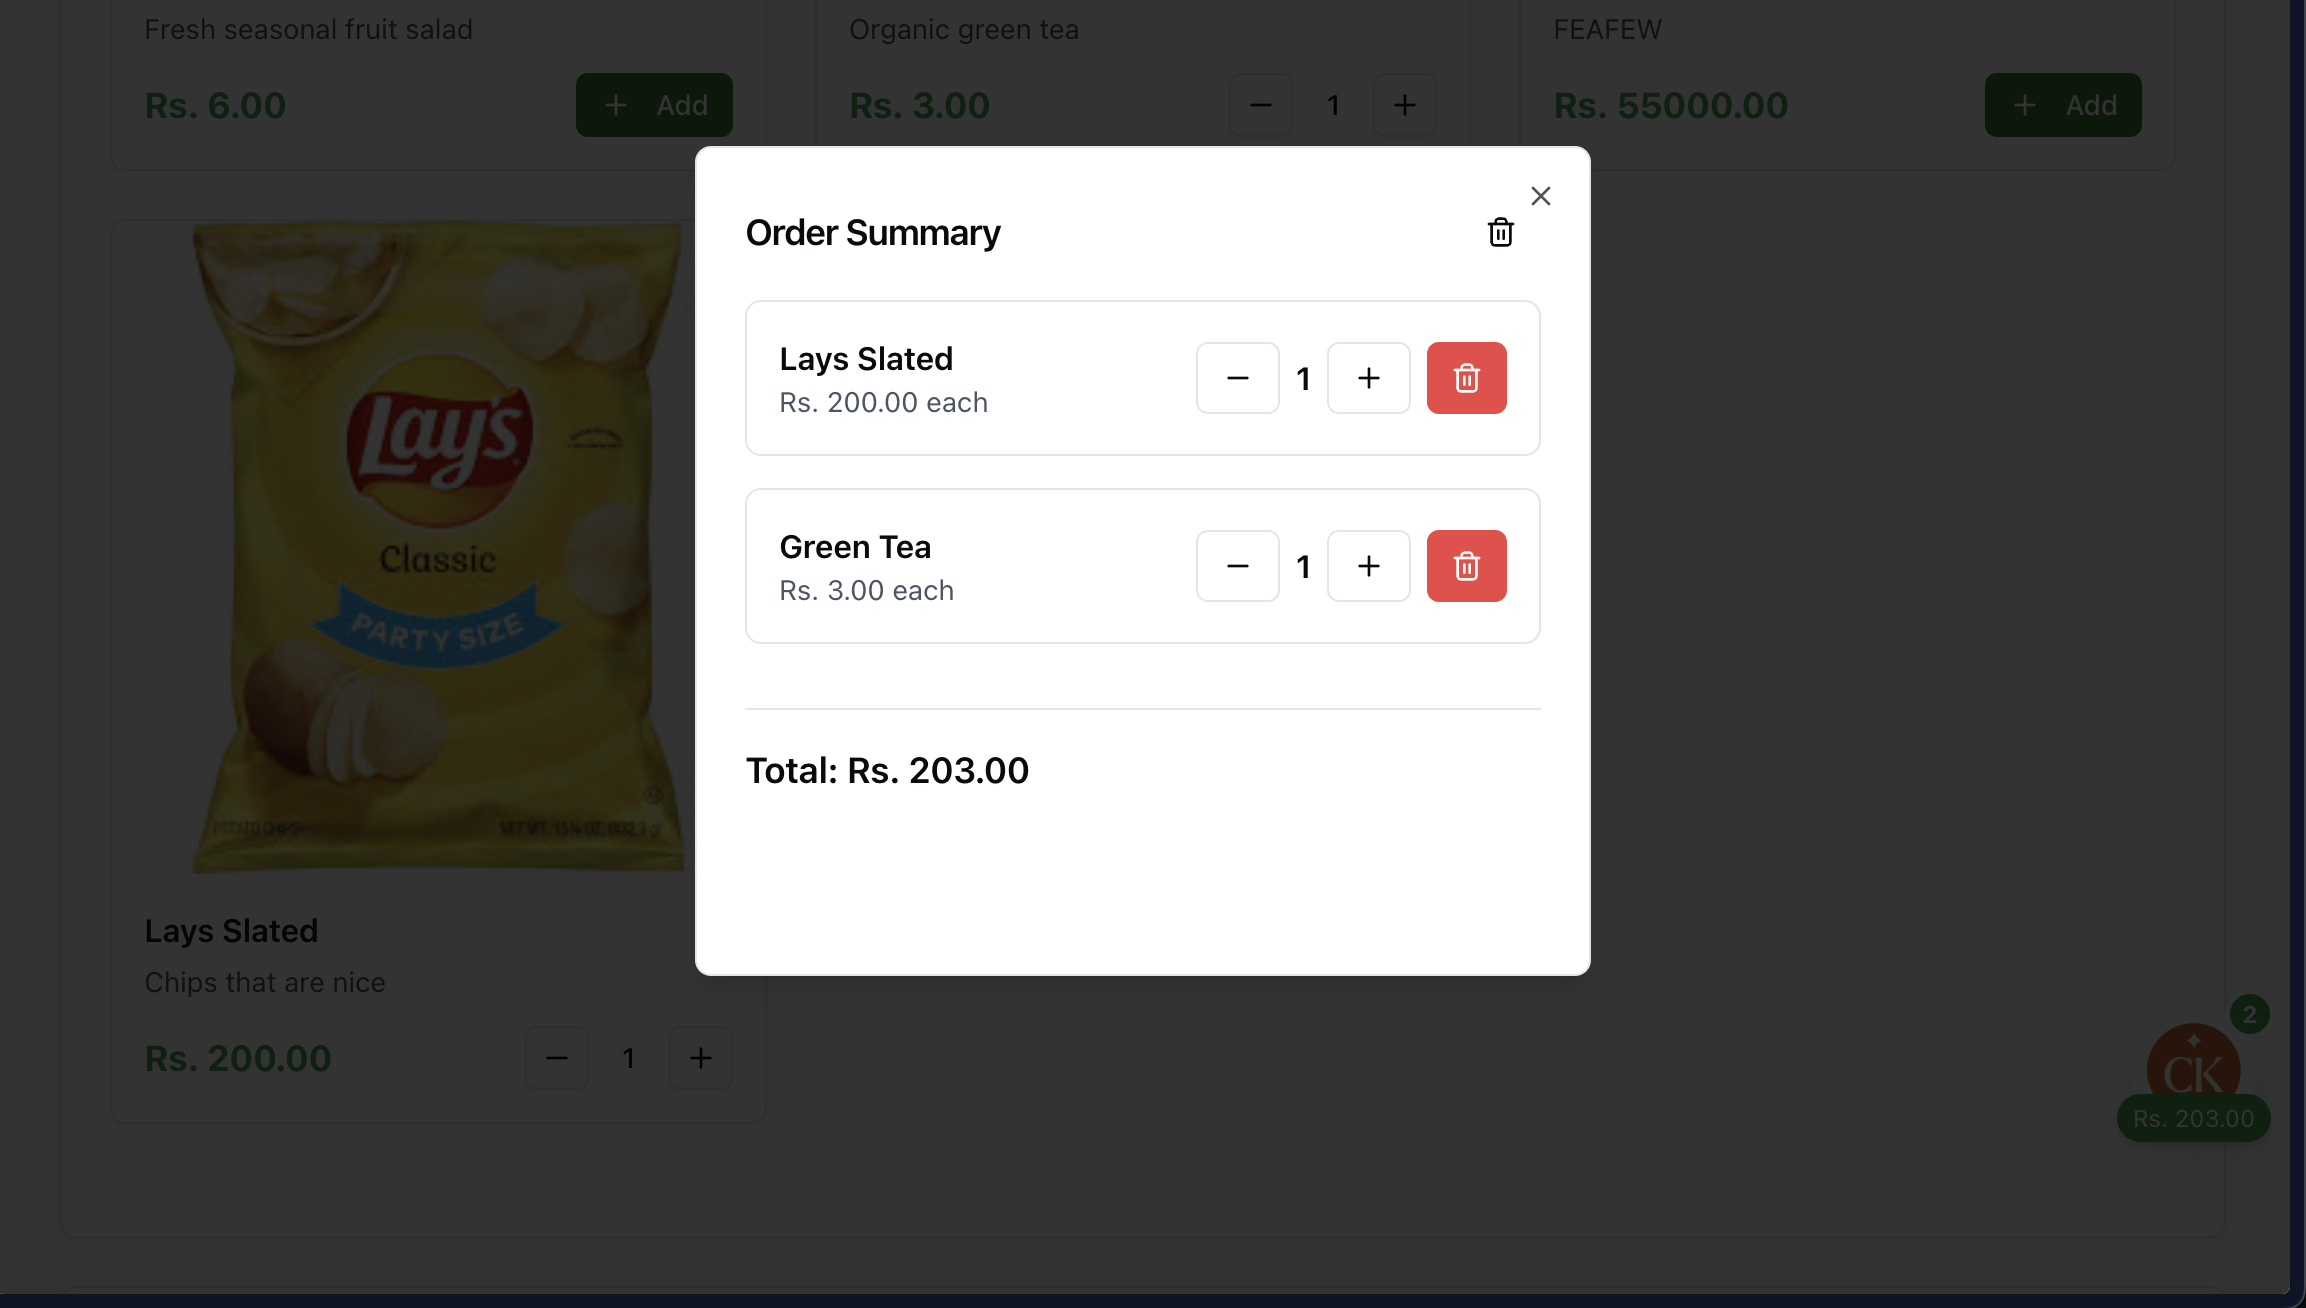 Fresh seasonal fruit salad
Organic green tea
FEAFEW
Rs. 6.00
Add
Rs. 3.00
1
Rs. 55000.00
Add
Order Summary
Lays Slated
Rs. 200.00 each
1
Green Tea
Rs. 3.00 each
1
Total: Rs. 203.00
Lay's
Classic
PARTY SIZE
POTATO CHIPS
Lays Slated
Chips that are nice
Rs. 200.00
1
2
CK
Rs. 203.00